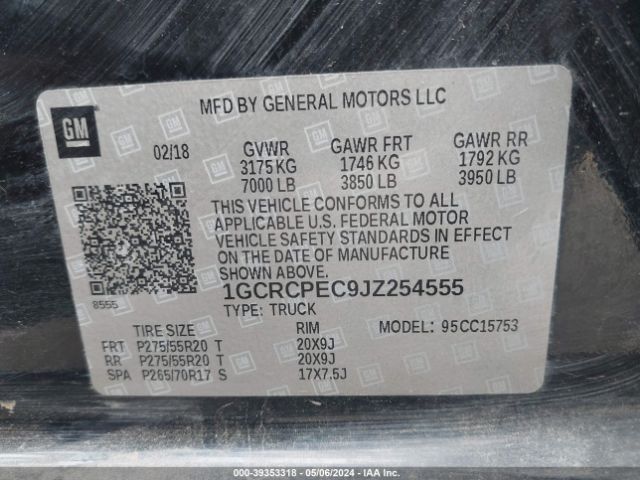 GM
MFD BY GENERAL MOTORS LLC
02/18 GVWR GAWR FRT GAWR RR
3175 KG 1746 KG 1792 KG
7000 LB 3850 LB 3950 LB
THIS VEHICLE CONFORMS TO ALL
APPLICABLE U.S. FEDERAL MOTOR
VEHICLE SAFETY STANDARDS IN EFFECT
ON THE DATE OF MANUFACTURE
SHOWN ABOVE.
8555 1GCRCPEC9JZ254555
TYPE: TRUCK
TIRE SIZE RIM MODEL: 95CC15753
FRT P275/55R20 T 20X9J
RR P275/55R20 T 20X9J
SPA P265/70R17 S 17X7.5J
000-39353318 - 05/06/2024 - IAA Inc.